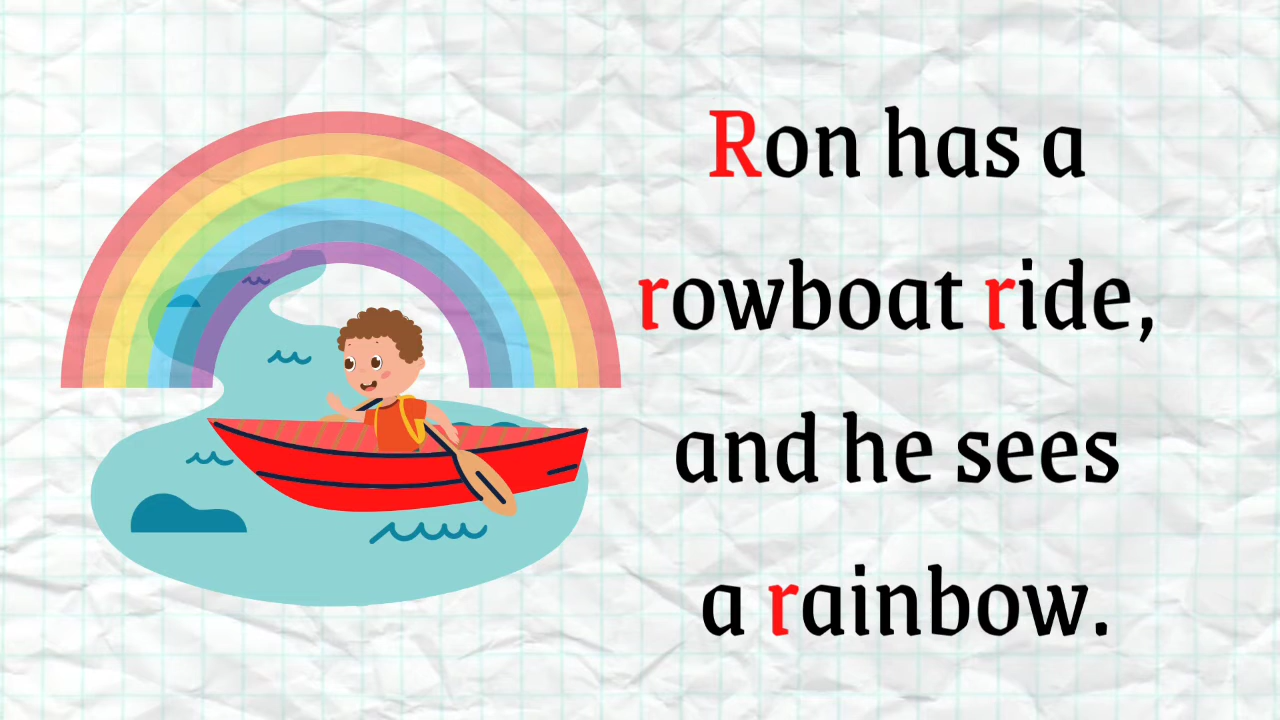 Ron has a
rowboat ride,
and he sees
a rainbow.